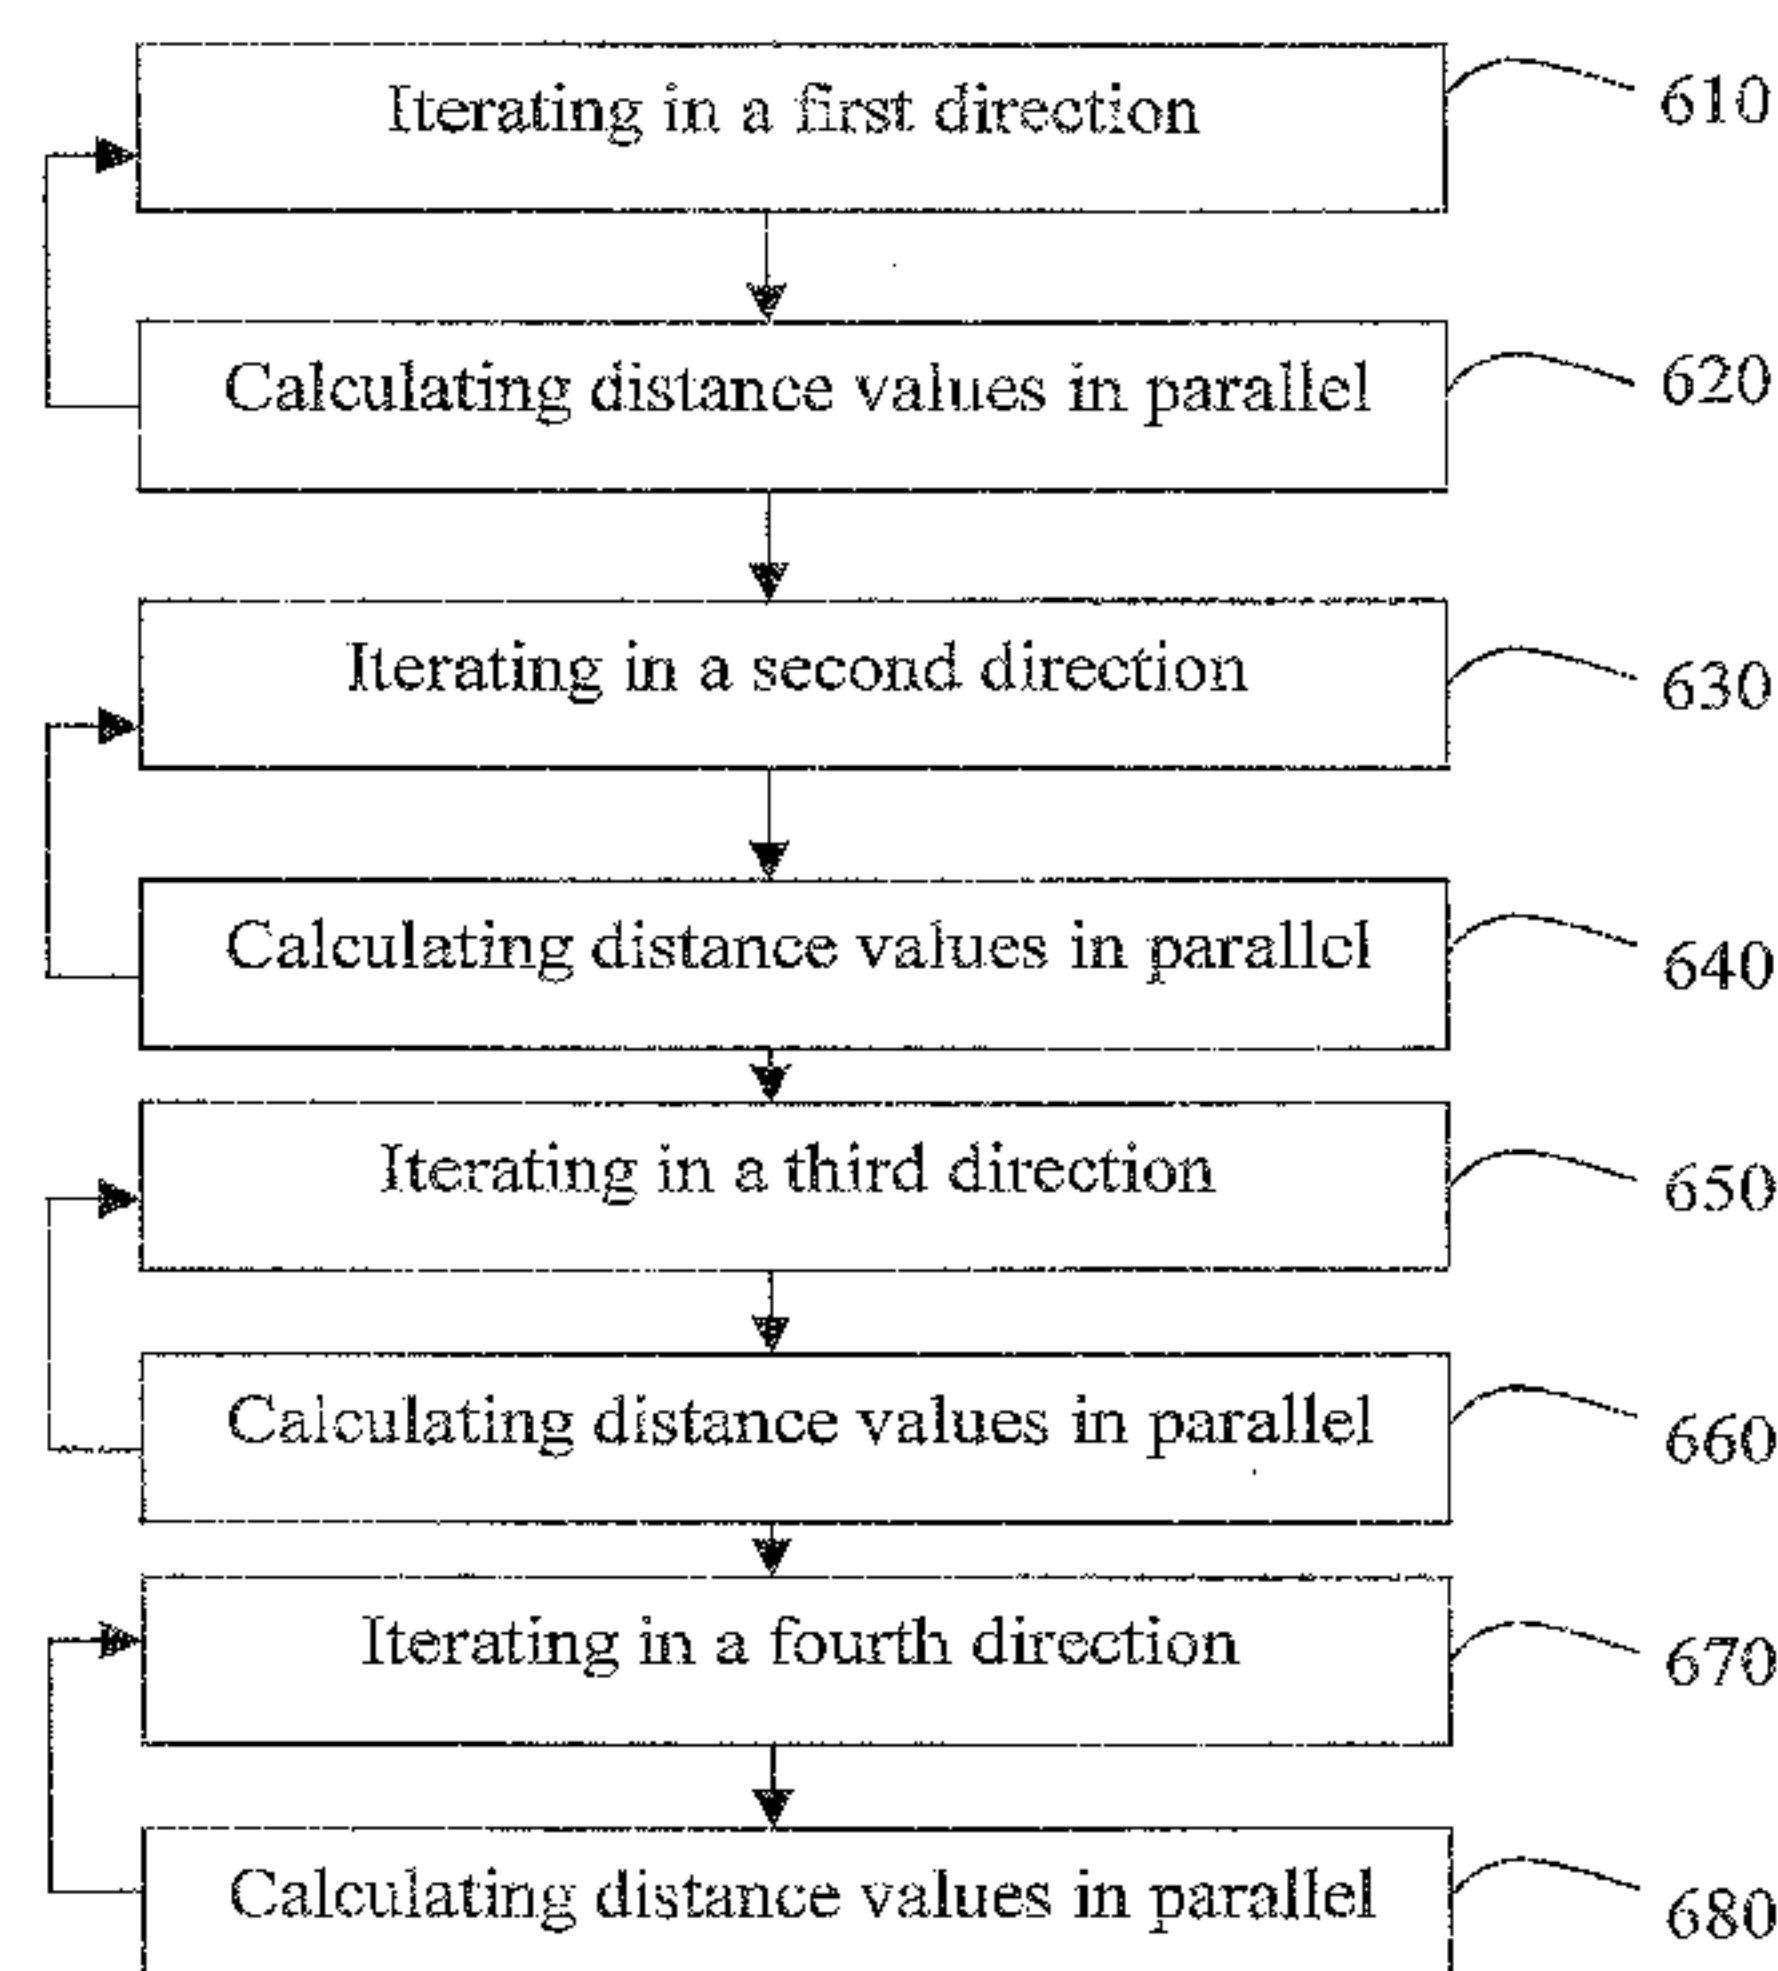 Iterating in a first direction
610
Calculating distance values in parallel
620
Iterating in a second direction
630
Calculating distance values in parallel
640
Iterating in a third direction
650
Calculating distance values in parallel
660
Iterating in a fourth direction
670
Calculating distance values in parallel
680